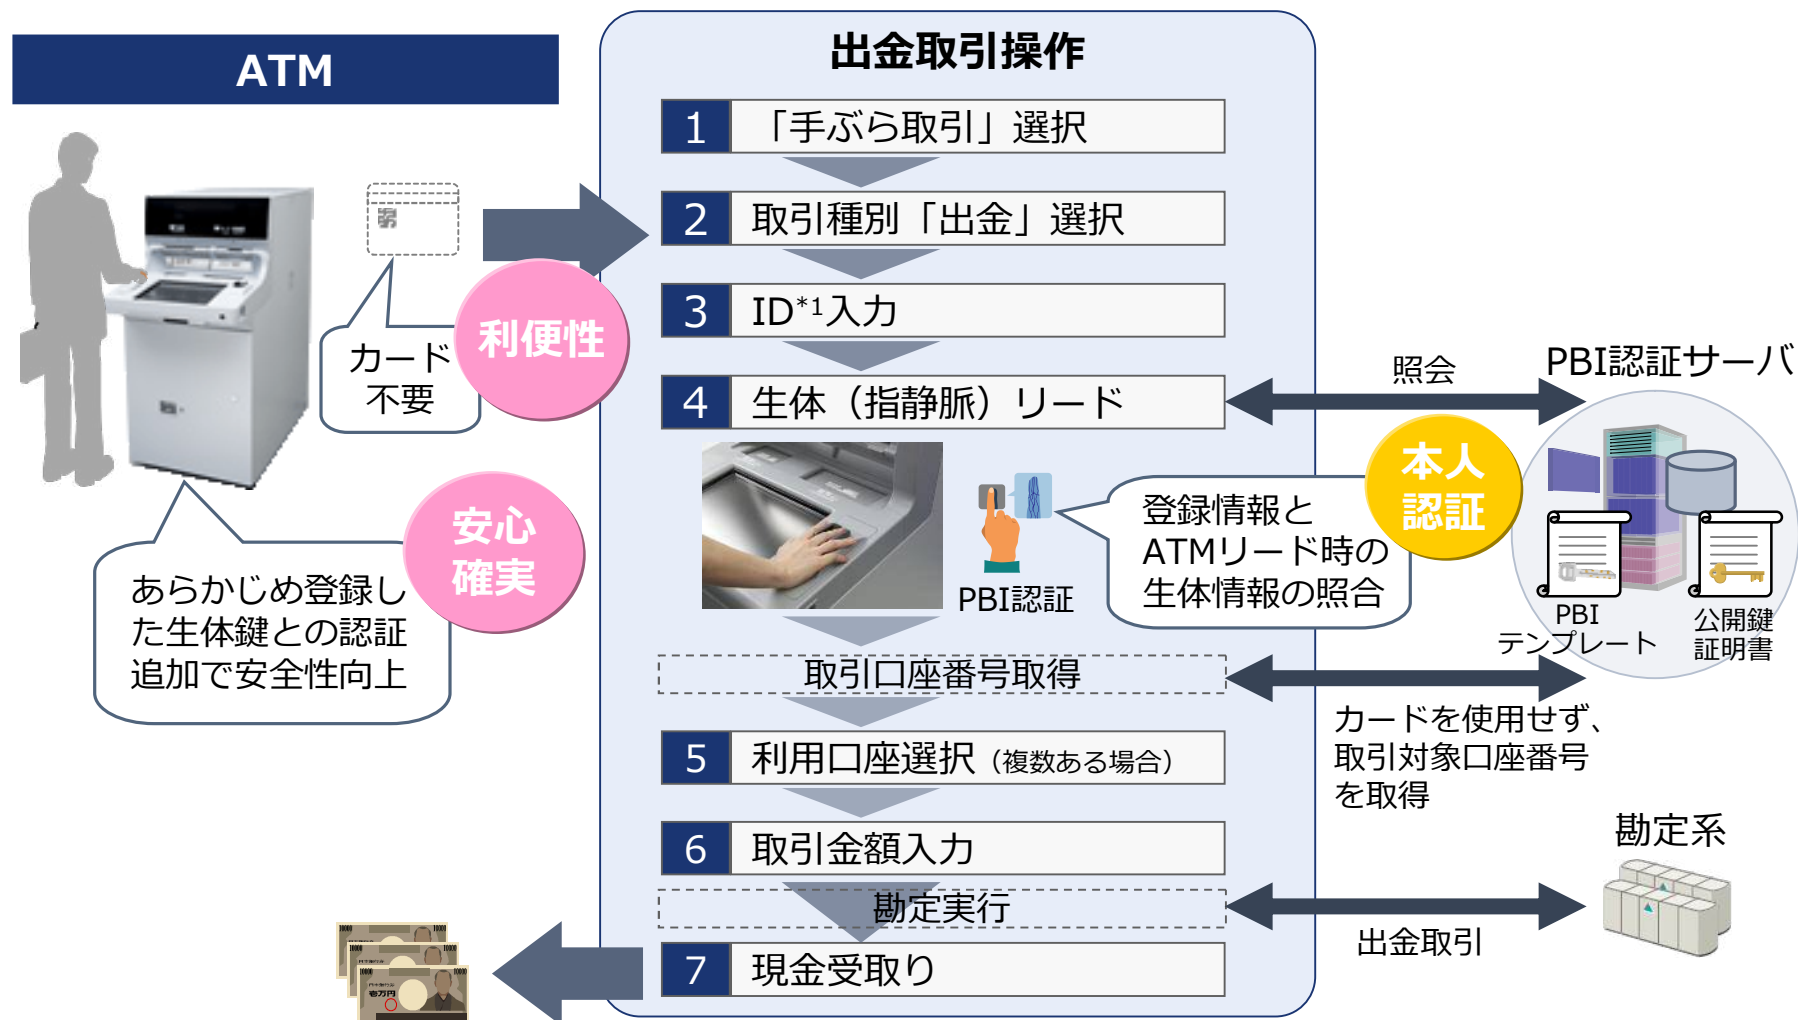 ATM
出金取引操作
1 「手ぶら取引」選択
2 取引種別「出金」選択
3 ID*1入力
4 生体（指静脈）リード
カード
不要
利便性
照会
PBI認証サーバ
本人
認証
安心
確実
登録情報と
ATMリード時の
生体情報の照合
PBI認証
あらかじめ登録し
た生体鍵との認証
追加で安全性向上
PBI
テンプレート
公開鍵
証明書
取引口座番号取得
カードを使用せず、
取引対象口座番号
を取得
5 利用口座選択（複数ある場合）
6 取引金額入力
勘定系
勘定実行
出金取引
7 現金受取り
10000
10000
10000
10000
壱万円